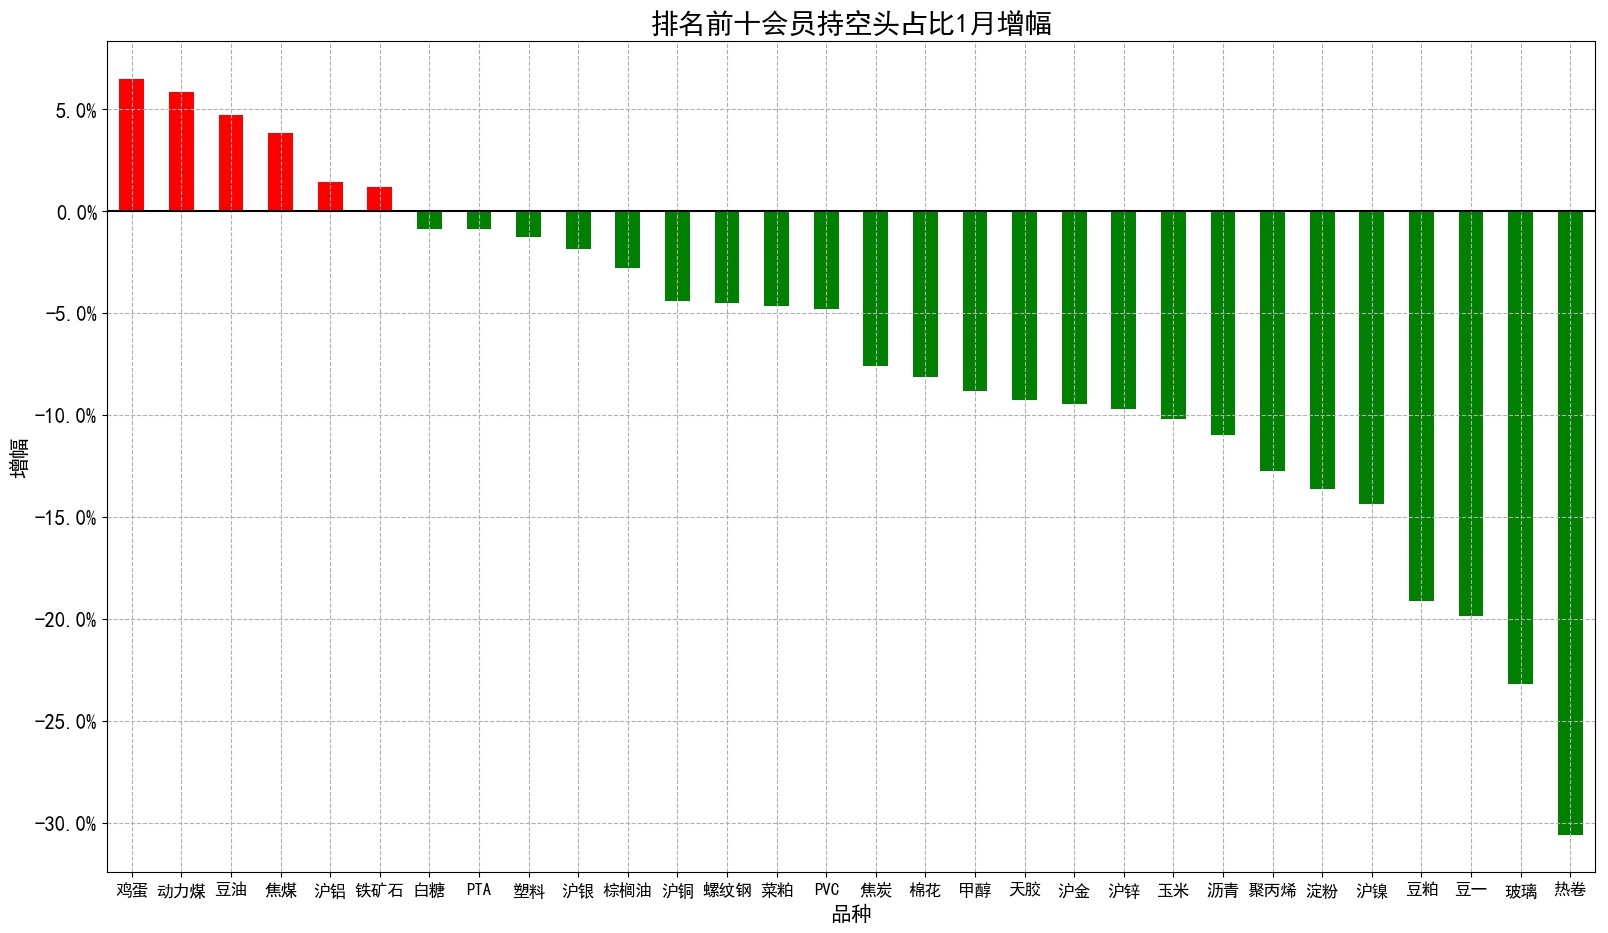 排名前十会员持空头占比1月增幅
5.0%
0.0%
−5.0%
−10.0%
−15.0%
−20.0%
−25.0%
−30.0%
增幅
鸡蛋 动力煤 豆油 焦煤 沪铝 铁矿石 白糖 PTA 塑料 沪银 棕榈油 沪铜 螺纹钢 菜粕 PVC 焦炭 棉花 甲醇 天胶 沪金 沪锌 玉米 沥青 聚丙烯 淀粉 沪镍 豆粕 豆一 玻璃 热卷
品种